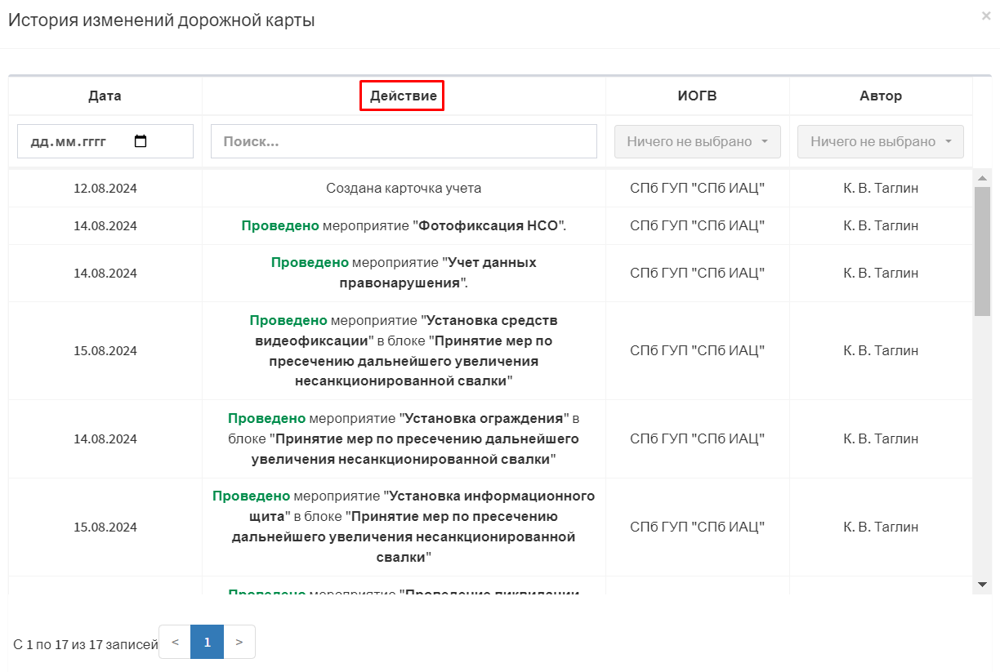 История изменений дорожной карты
×
Дата Действие ИОГВ Автор
дд.мм.гггг Поиск... Ничего не выбрано Ничего не выбрано
12.08.2024 Создана карточка учета СПб ГУП "СПб ИАЦ" К. В. Таглин
14.08.2024 Проведено мероприятие "Фотофиксация НСО". СПб ГУП "СПб ИАЦ" К. В. Таглин
14.08.2024 Проведено мероприятие "Учет данных
правонарушения". СПб ГУП "СПб ИАЦ" К. В. Таглин
15.08.2024 Проведено мероприятие "Установка средств
видеофиксации" в блоке "Принятие мер по
пресечению дальнейшего увеличения
несанкционированной свалки" СПб ГУП "СПб ИАЦ" К. В. Таглин
14.08.2024 Проведено мероприятие "Установка ограждения" в
блоке "Принятие мер по пресечению дальнейшего
увеличения несанкционированной свалки" СПб ГУП "СПб ИАЦ" К. В. Таглин
15.08.2024 Проведено мероприятие "Установка информационного
щита" в блоке "Принятие мер по пресечению
дальнейшего увеличения несанкционированной
свалки" СПб ГУП "СПб ИАЦ" К. В. Таглин
Проведено мероприятие "Проведение ликвидации
С 1 по 17 из 17 записей < 1 >